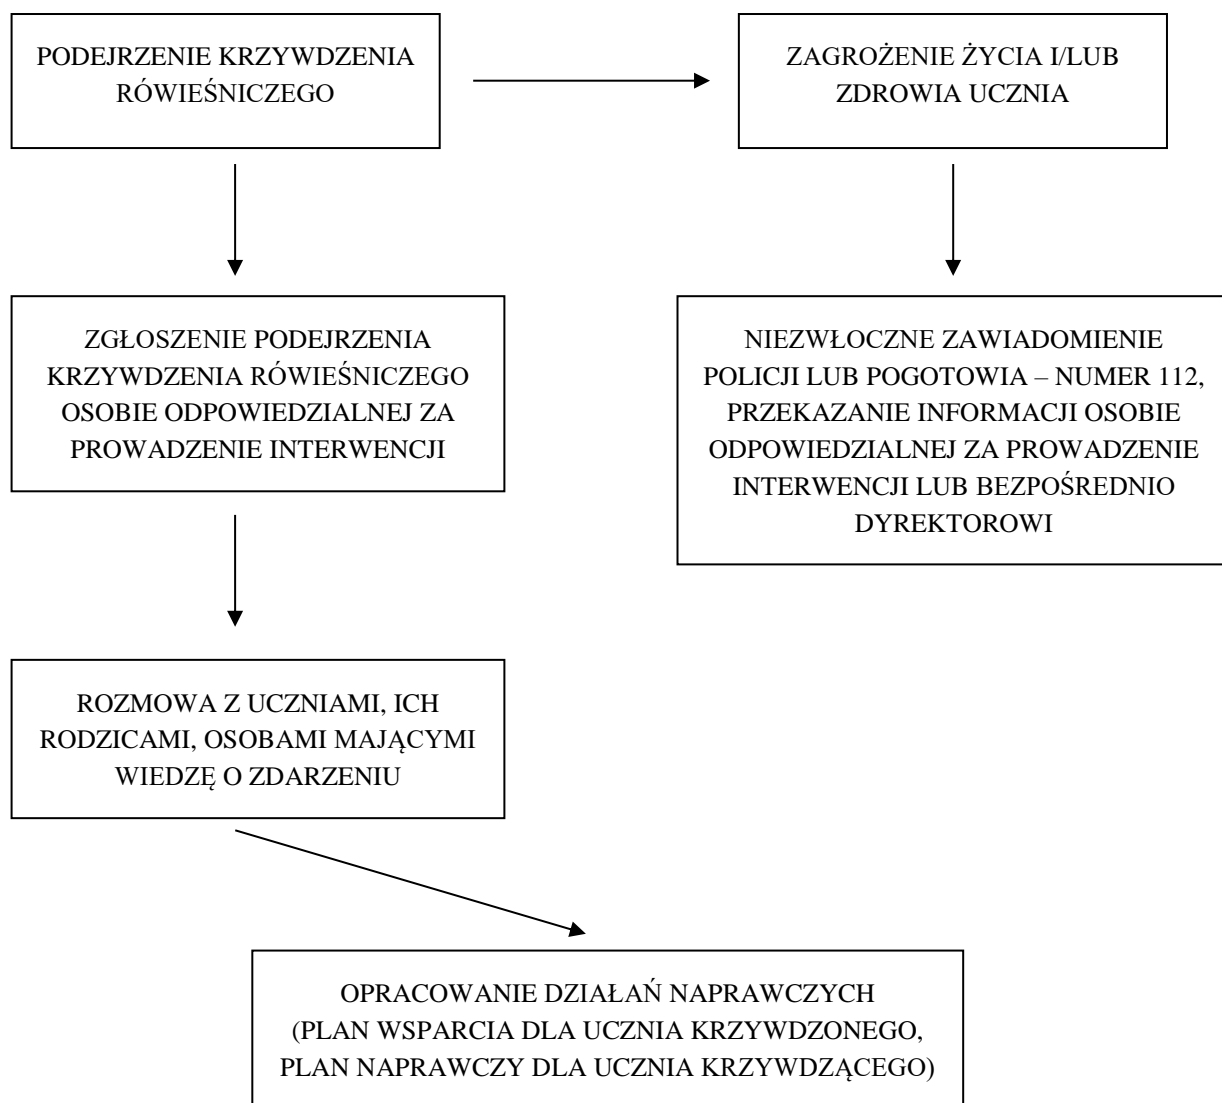 PODEJRZENIE KRZYWDZENIA
RÓWIEŚNICZEGO
ZAGROŻENIE ŻYCIA I/LUB
ZDROWIA UCZNIA
ZGŁOSZENIE PODEJRZENIA
KRZYWDZENIA RÓWIEŚNICZEGO
OSOBIE ODPOWIEDZIALNEJ ZA
PROWADZENIE INTERWENCJI
NIEZWŁOCZNE ZAWIADOMIENIE
POLICJI LUB POGOTOWIA – NUMER 112,
PRZEKAZANIE INFORMACJI OSOBIE
ODPOWIEDZIALNEJ ZA PROWADZENIE
INTERWENCJI LUB BEZPOŚREDNIO
DYREKTOROWI
ROZMOWA Z UCZNIAMI, ICH
RODZICAMI, OSOBAMI MAJĄCYMI
WIEDZĘ O ZDARZENIU
OPRACOWANIE DZIAŁAŃ NAPRAWCZYCH
(PLAN WSPARCIA DLA UCZNIA KRZYWDZONEGO,
PLAN NAPRAWCZY DLA UCZNIA KRZYWDZĄCEGO)